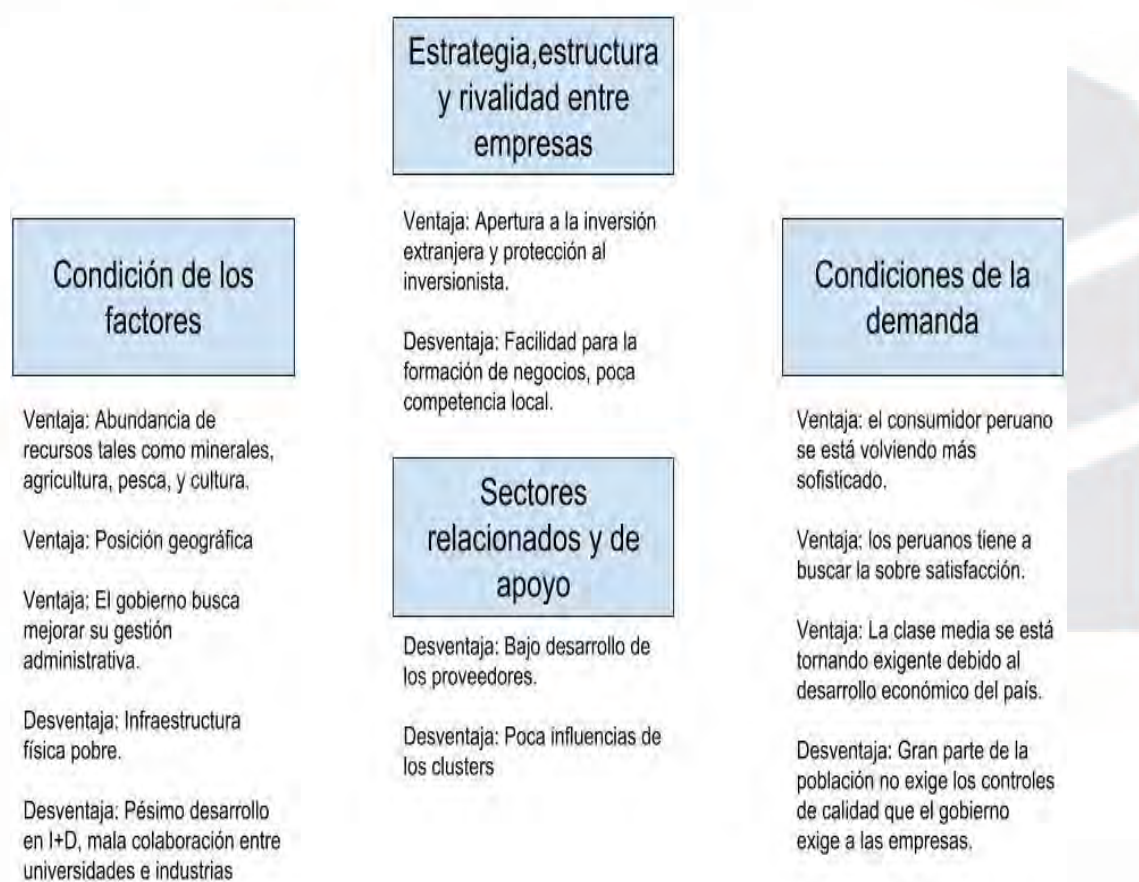 Estrategia,estructura
y rivalidad entre
empresas
Ventaja: Apertura a la inversión
extranjera y protección al
inversionista.
Desventaja: Facilidad para la
formación de negocios, poca
competencia local.
Condición de los
factores
Ventaja: Abundancia de
recursos tales como minerales,
agricultura, pesca, y cultura.
Ventaja: Posición geográfica
Ventaja: El gobierno busca
mejorar su gestión
administrativa.
Desventaja: Infraestructura
física pobre.
Desventaja: Pésimo desarrollo
en I+D, mala colaboración entre
universidades e industrias
Sectores
relacionados y de
apoyo
Desventaja: Bajo desarrollo de
los proveedores.
Desventaja: Poca influencias de
los clusters
Condiciones de la
demanda
Ventaja: el consumidor peruano
se está volviendo más
sofisticado.
Ventaja: los peruanos tiene a
buscar la sobre satisfacción.
Ventaja: La clase media se está
tornando exigente debido al
desarrollo económico del país.
Desventaja: Gran parte de la
población no exige los controles
de calidad que el gobierno
exige a las empresas.